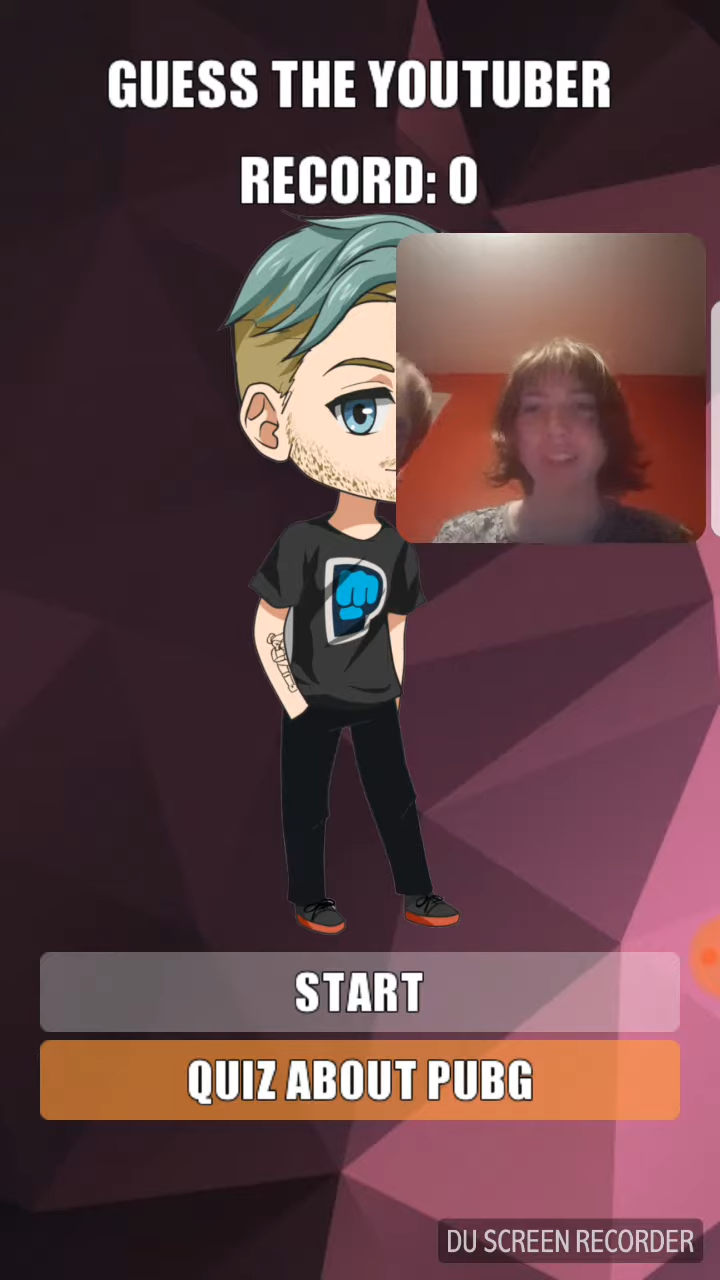 GUESS THE YOUTUBER
RECORD: 0
START
QUIZ ABOUT PUBG
DU SCREEN RECORDER